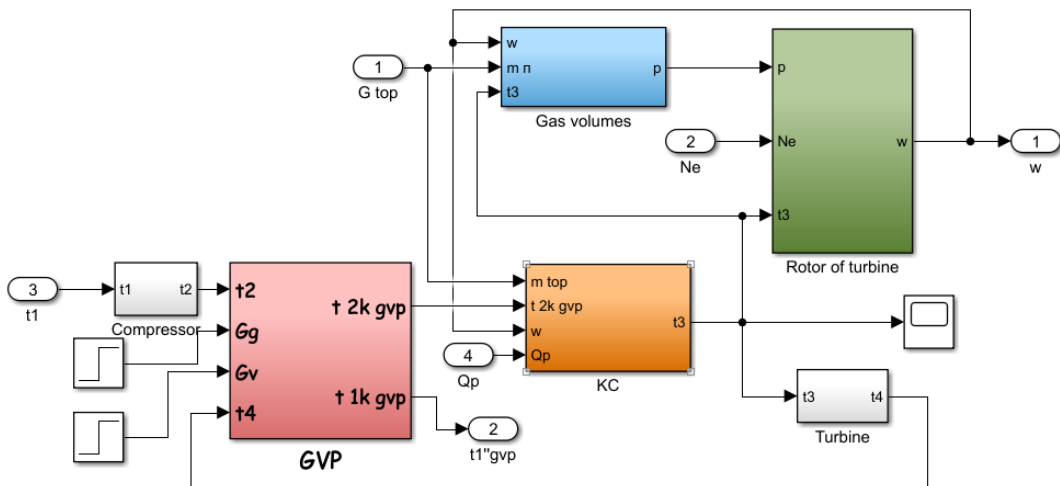 w
m п
t3
p
Gas volumes
1
G top
p
Ne
t3
w
Rotor of turbine
2
Ne
1
w
3
t1
t1
t2
Compressor
t2
Gg
Gv
t4
t 2k gvp
t 1k gvp
GVP
m top
t 2k gvp
w
Qp
t3
KC
4
Qp
2
t1"gvp
t3
t4
Turbine